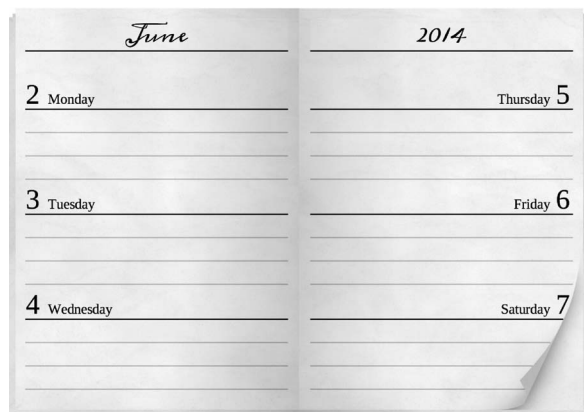 June
2 Monday
3 Tuesday
4 Wednesday
2014
Thursday 5
Friday 6
Saturday 7